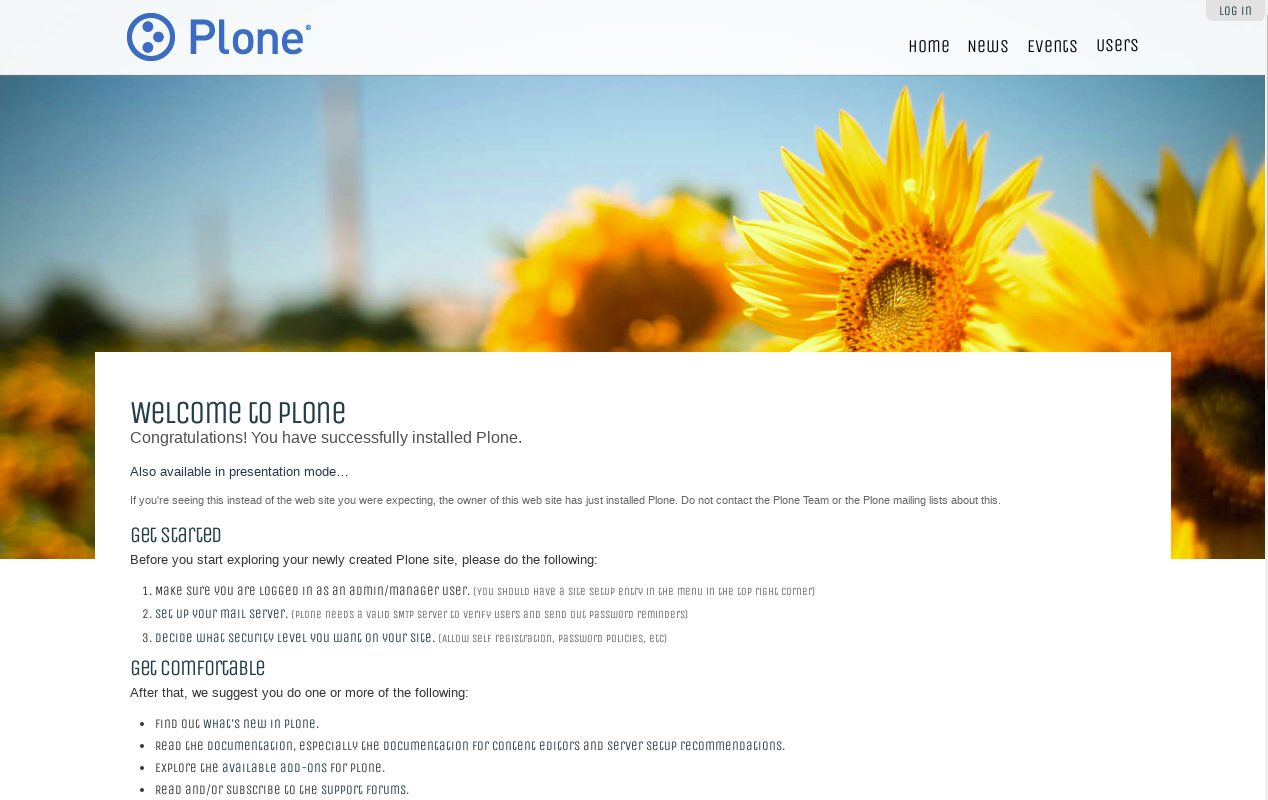 Log in
Plone®
Home News Events Users
Welcome to Plone
Congratulations! You have successfully installed Plone.
Also available in presentation mode…
If you're seeing this instead of the web site you were expecting, the owner of this web site has just installed Plone. Do not contact the Plone Team or the Plone mailing lists about this.
Get started
Before you start exploring your newly created Plone site, please do the following:
1. Make sure you are logged in as an admin/manager user. (You should have a Site Setup entry in the menu in the top right corner)
2. Set up your mail server. (Plone needs a valid SMTP server to verify users and send out password reminders)
3. Decide what security level you want on your site. (Allow self registration, password policies, etc)
Get comfortable
After that, we suggest you do one or more of the following:
• Find out What's new in Plone.
• Read the documentation, especially the documentation for content editors and server setup recommendations.
• Explore the available add-ons for Plone.
• Read and/or subscribe to the support forums.